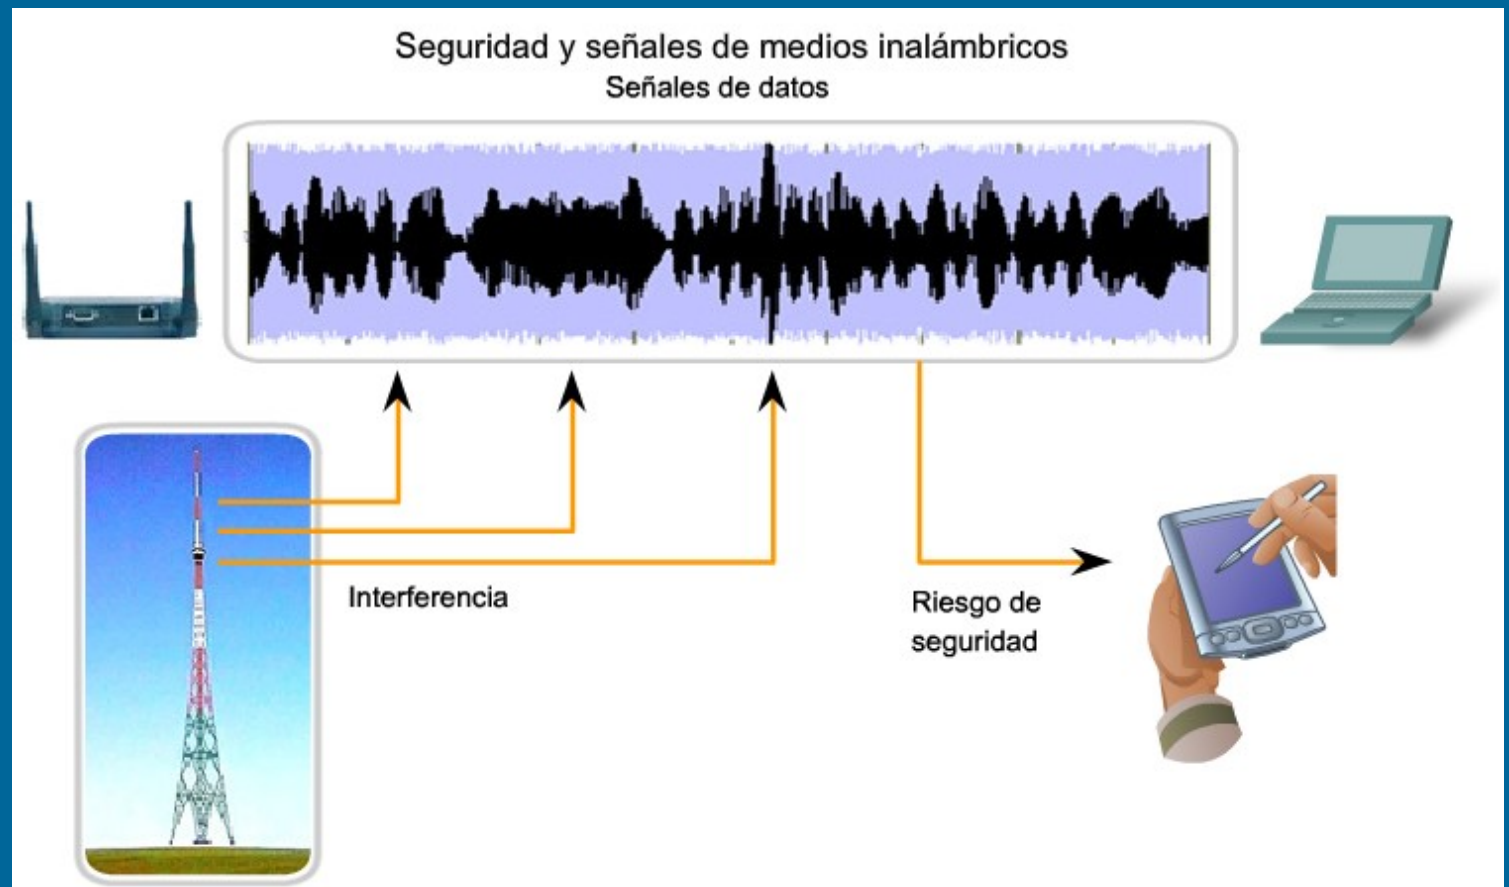 Seguridad y señales de medios inalámbricos
Señales de datos
Interferencia
Riesgo de
seguridad